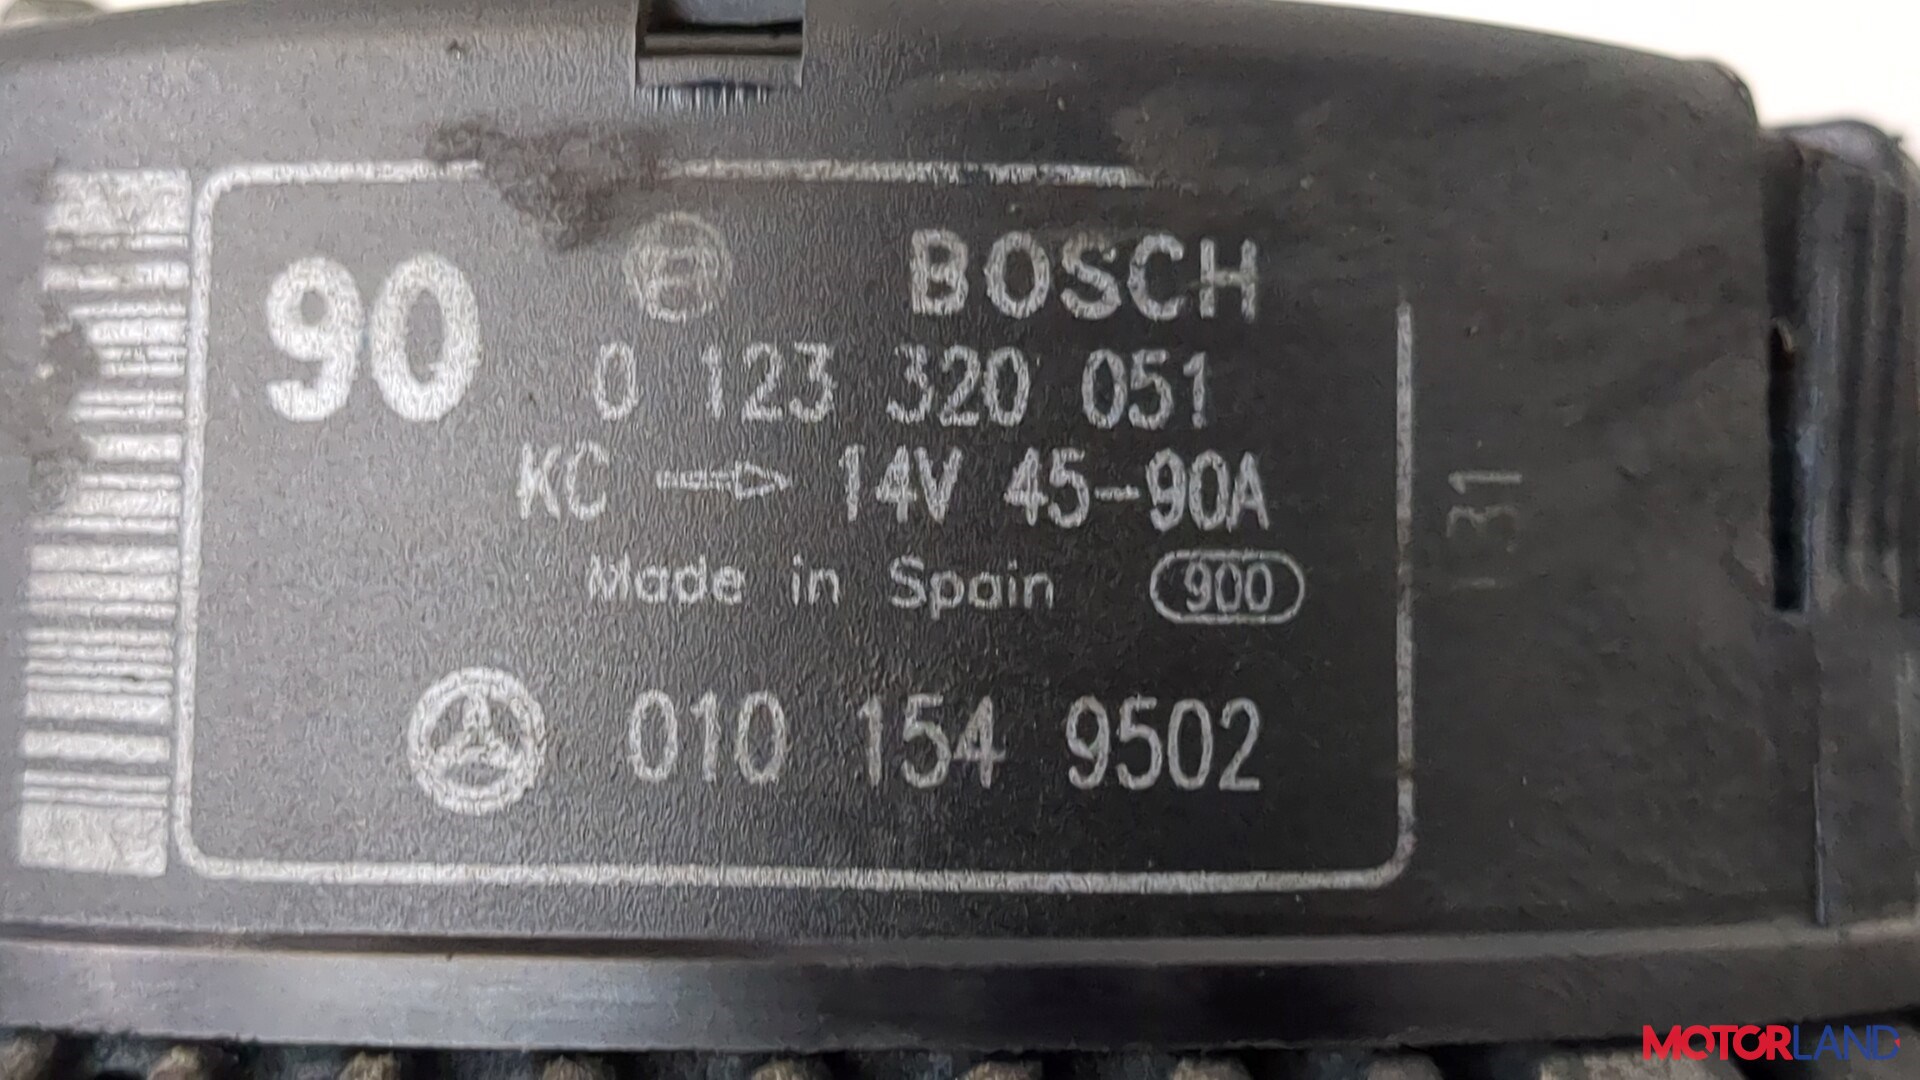 90
BOSCH
0 123 320 051
KC 14V 45-90A
Made in Spain 900
010 154 9502
131
MOTORLAND